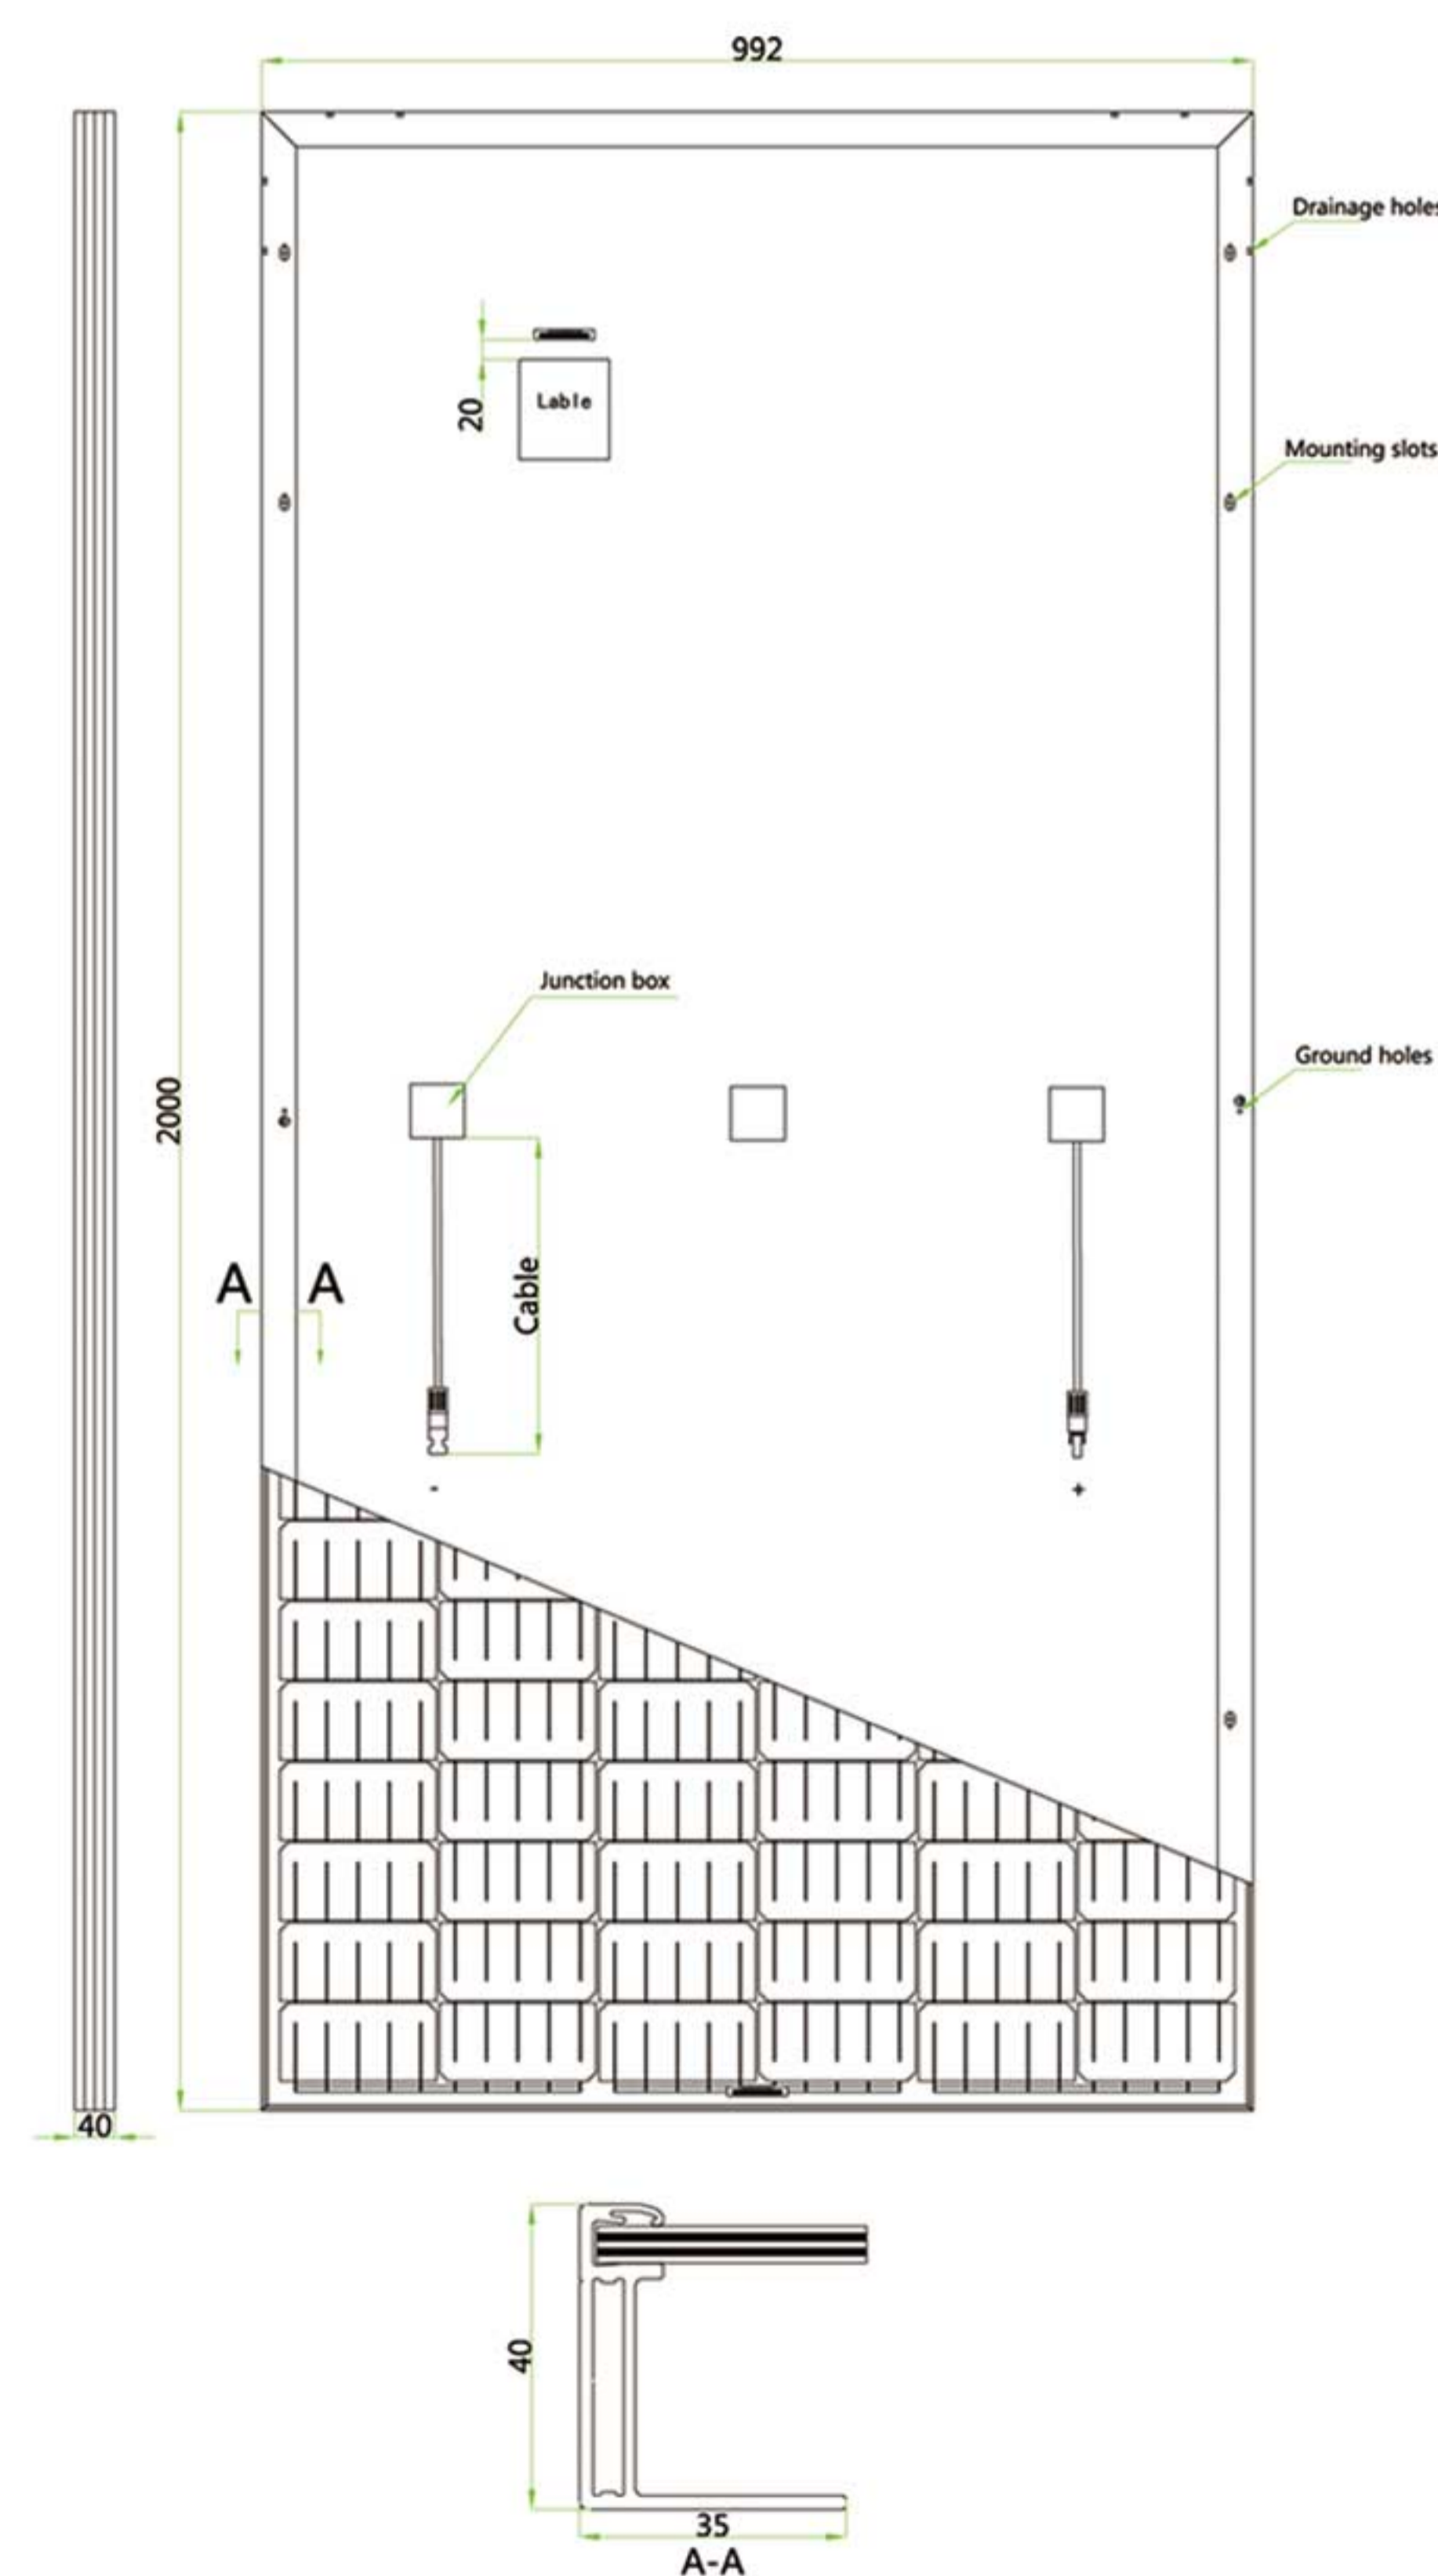 992
Drainage holes
20
Lable
Mounting slots
Junction box
Ground holes
2000
Cable
A A
- +
40
40
35
A-A